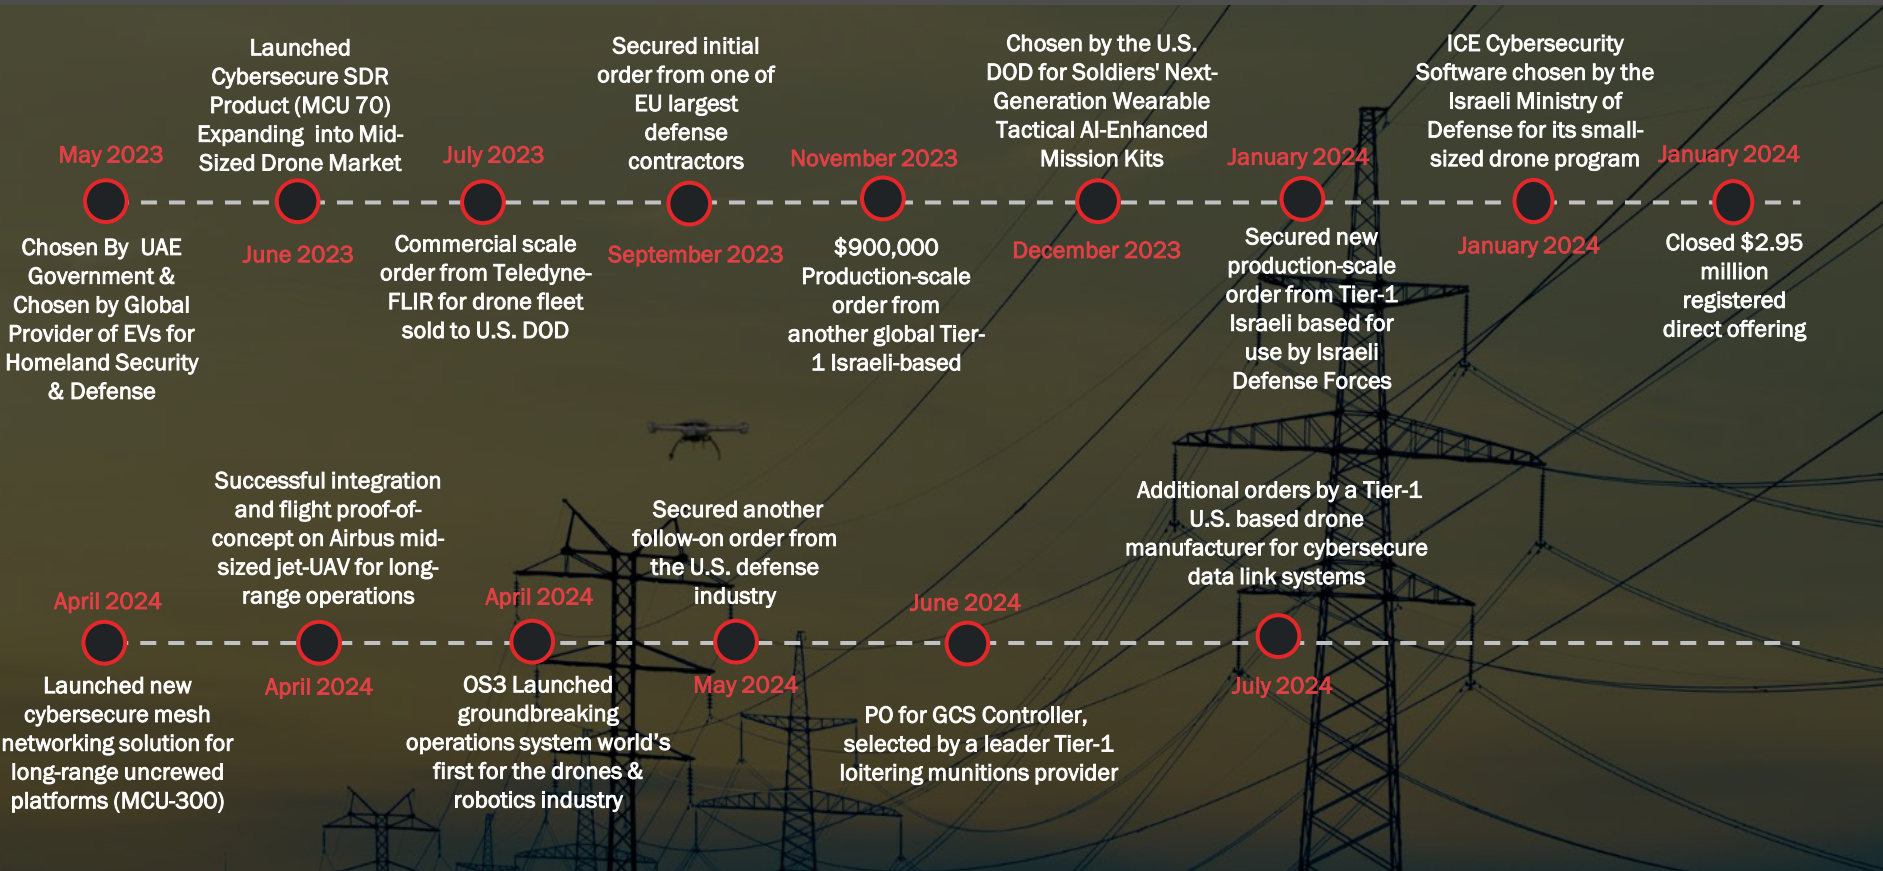 May 2023
Chosen By  UAE
Government &
Chosen by Global
Provider of EVs for
Homeland Security
& Defense
Launched
Cybersecure SDR
Product (MCU 70)
Expanding  into Mid-
Sized Drone Market
June 2023
July 2023
Commercial scale
order from Teledyne-
FLIR for drone fleet
sold to U.S. DOD
Secured initial
order from one of
EU largest
defense
contractors
September 2023
November 2023
$900,000
Production-scale
order from
another global Tier-
1 Israeli-based
Chosen by the U.S.
DOD for Soldiers' Next-
Generation Wearable
Tactical AI-Enhanced
Mission Kits
December 2023
January 2024
Secured new
production-scale
order from Tier-1
Israeli based for
use by Israeli
Defense Forces
ICE Cybersecurity
Software chosen by the
Israeli Ministry of
Defense for its small-
sized drone program
January 2024
January 2024
Closed $2.95
million
registered
direct offering
April 2024
Launched new
cybersecure mesh
networking solution for
long-range uncrewed
platforms (MCU-300)
Successful integration
and flight proof-of-
concept on Airbus mid-
sized jet-UAV for long-
range operations
April 2024
April 2024
OS3 Launched
groundbreaking
operations system world's
first for the drones &
robotics industry
Secured another
follow-on order from
the U.S. defense
industry
May 2024
June 2024
PO for GCS Controller,
selected by a leader Tier-1
loitering munitions provider
Additional orders by a Tier-1
U.S. based drone
manufacturer for cybersecure
data link systems
July 2024